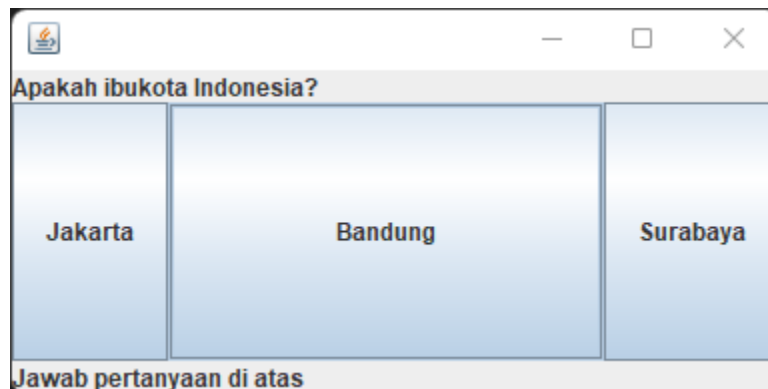 Apakah ibukota Indonesia?
Jakarta
Bandung
Surabaya
Jawab pertanyaan di atas